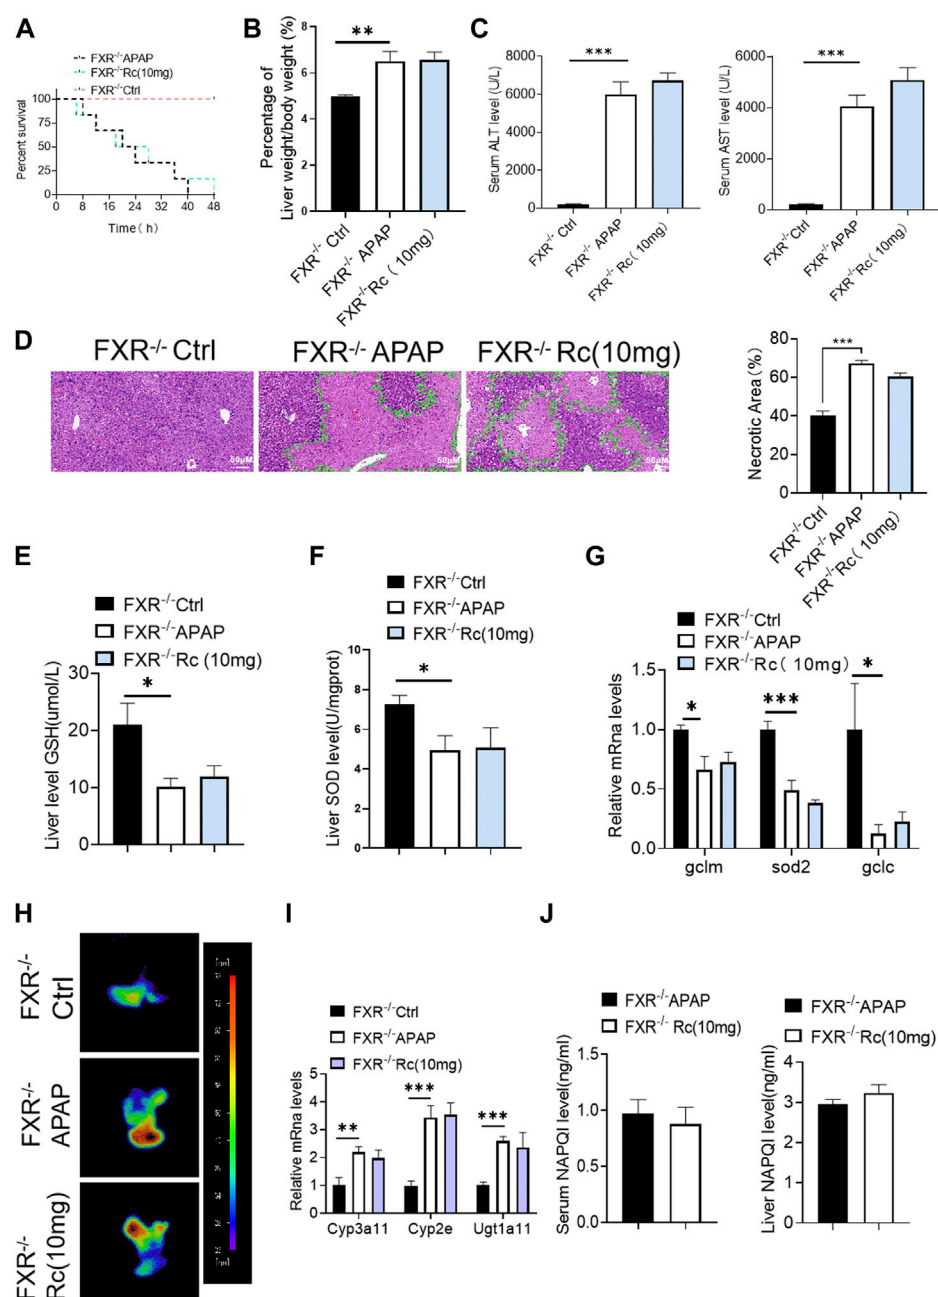 A
FXR-/-APAP
FXR-/-Rc(10mg)
FXR-/-Ctrl
Percent survival
100
75
50
25
0
0 8 16 24 32 40 48
Time( h)
B
Percentage of
Liver weight/body weight (%)
8
6
4
2
0
**
FXR-/- Ctrl
FXR-/- APAP
FXR-/-Rc ( 10mg)
C
Serum ALT level (U/L)
8000
6000
4000
2000
0
***
FXR-/- Ctrl
FXR-/- APAP
FXR-/- Rc ( 10mg)
Serum AST level (U/L)
6000
4000
2000
0
***
FXR-/- Ctrl
FXR-/-APAP
FXR-/-Rc( 10mg)
D
FXR-/- Ctrl
FXR-/- APAP
FXR-/- Rc(10mg)
50μM
50μM
50μM
Necrotic Area (%)
80
60
40
20
0
***
FXR-/- Ctrl
FXR-/- APAP
FXR-/-Rc( 10mg)
E
FXR-/-Ctrl
FXR-/-APAP
FXR-/-Rc (10mg)
Liver level GSH(umol/L)
30
20
10
0
*
F
FXR-/-Ctrl
FXR-/-APAP
FXR-/-Rc(10mg)
Liver SOD level(U/mgprot)
8
6
4
2
0
*
G
FXR-/-Ctrl
FXR-/-APAP
FXR-/-Rc( 10mg)
Relative mRna levels
1.5
1.0
0.5
0.0
*
***
*
gclm
sod2
gclc
H
FXR-/-
Ctrl
FXR-/-
APAP
FXR-/-
Rc(10mg)
I
FXR-/-Ctrl
FXR-/-APAP
FXR-/-Rc(10mg)
Relative mRna levels
5
4
3
2
1
0
**
***
***
Cyp3a11
Cyp2e
Ugt1a11
J
FXR-/-APAP
FXR-/- Rc(10mg)
Serum NAPQI level(ng/ml)
1.5
1.0
0.5
0.0
FXR-/-APAP
FXR-/-Rc(10mg)
Liver NAPQI level(ng/ml)
4
3
2
1
0